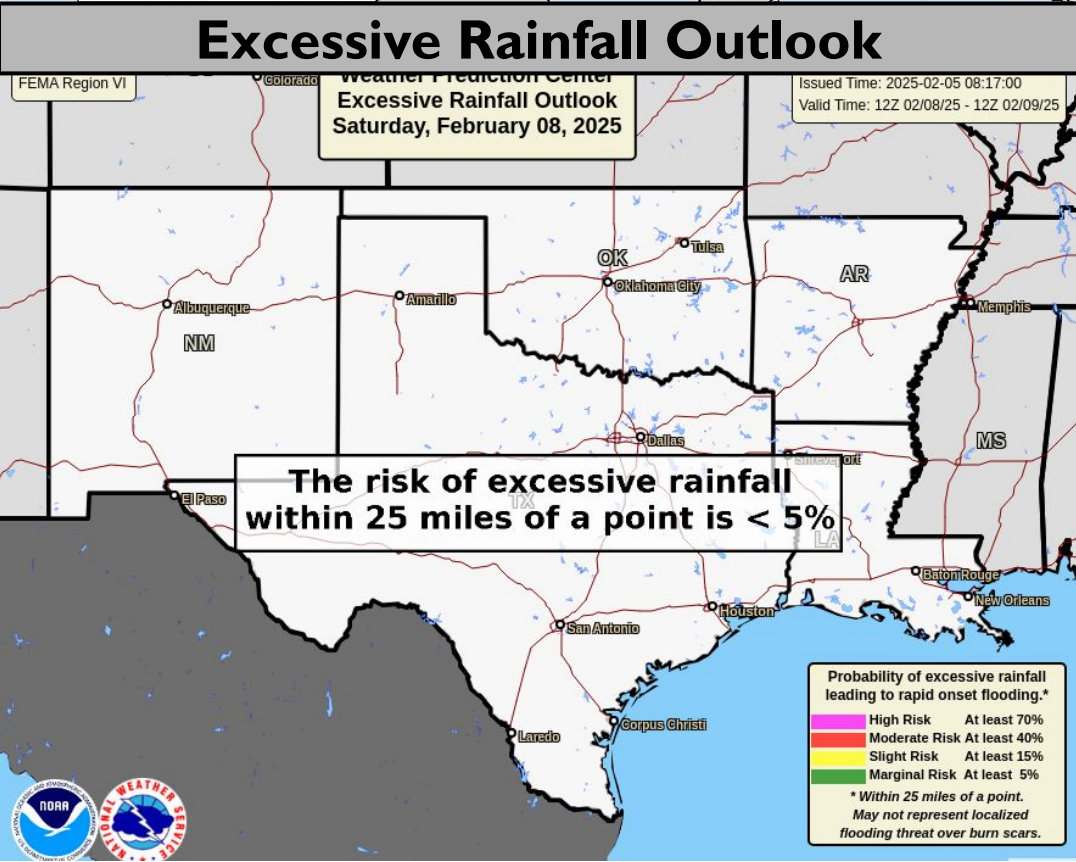 Excessive Rainfall Outlook
FEMA Region VI
Weather Prediction Center
Excessive Rainfall Outlook
Saturday, February 08, 2025
Issued Time: 2025-02-05 08:17:00
Valid Time: 12Z 02/08/25 - 12Z 02/09/25
Colorado
Tulsa
OK
Oklahoma City
AR
Albuquerque
Amarillo
Memphis
NM
Dallas
MS
Shreveport
The risk of excessive rainfall
within 25 miles of a point is < 5%
El Paso
TX
LA
Baton Rouge
New Orleans
Houston
San Antonio
Corpus Christi
Laredo
Probability of excessive rainfall
leading to rapid onset flooding.*
High Risk At least 70%
Moderate Risk At least 40%
Slight Risk At least 15%
Marginal Risk At least 5%
* Within 25 miles of a point.
May not represent localized
flooding threat over burn scars.
NOAA
NATIONAL WEATHER SERVICE